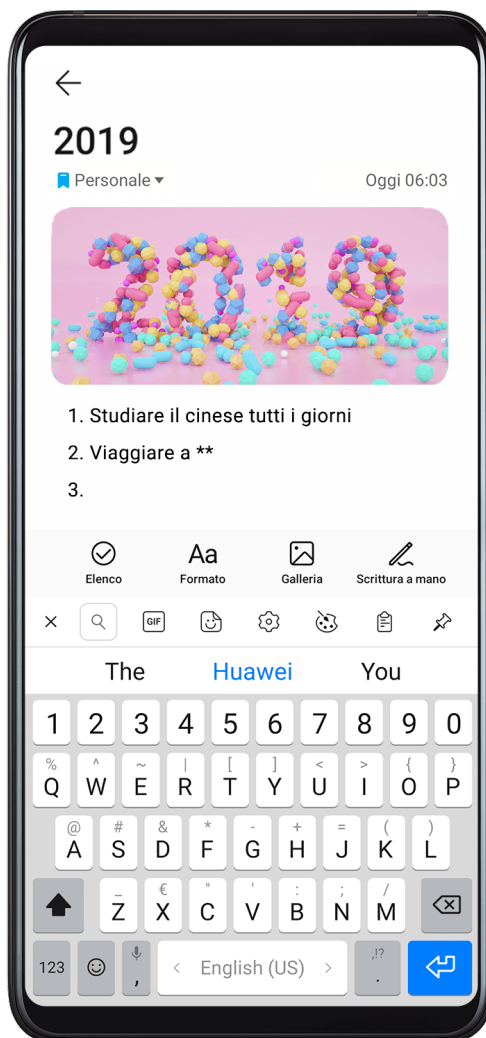 2019
Personale Oggi 06:03
2019
1. Studiare il cinese tutti i giorni
2. Viaggiare a **
3.
Aa
Elenco Formato Galleria Scrittura a mano
GIF
The Huawei You
1 2 3 4 5 6 7 8 9 0
% ^ ~ | [ ] < > { }
Q W E R T Y U I O P
@ # & * - + = ( )
A S D F G H J K L
_ € " ' : ; /
Z X C V B N M
,!?
123 , < English (US) > .